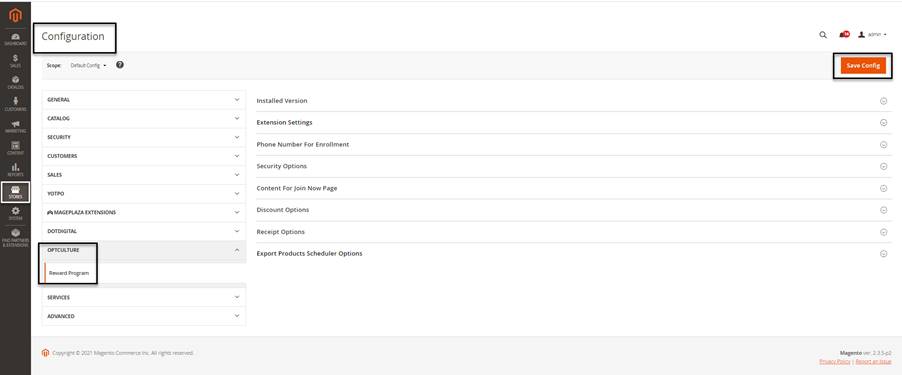 Configuration
admin
DASHBOARD
SALES
CATALOG
CUSTOMERS
MARKETING
CONTENT
REPORTS
STORES
SYSTEM
FIND PARTNERS
& EXTENSIONS
Scope:
Default Config
?
Save Config
GENERAL
CATALOG
SECURITY
CUSTOMERS
SALES
YOTPO
MAGEPLAZA EXTENSIONS
DOTDIGITAL
OPTCULTURE
Reward Program
SERVICES
ADVANCED
Installed Version
Extension Settings
Phone Number For Enrollment
Security Options
Content For Join Now Page
Discount Options
Receipt Options
Export Products Scheduler Options
Copyright © 2021 Magento Commerce Inc. All rights reserved.
Magento ver. 2.3.5-p2
Privacy Policy | Report an Issue